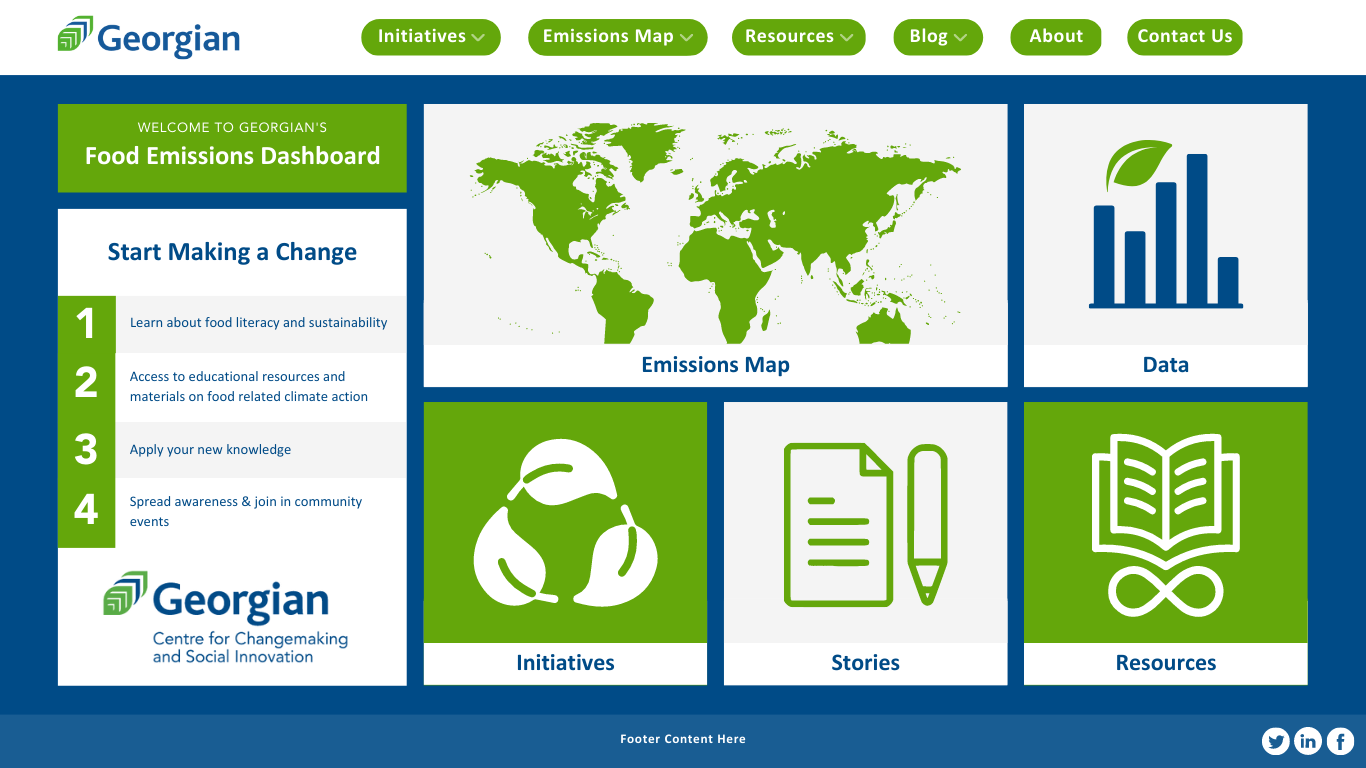 Georgian
Initiatives
Emissions Map
Resources
Blog
About
Contact Us
WELCOME TO GEORGIAN'S
Food Emissions Dashboard
Start Making a Change
1
Learn about food literacy and sustainability
2
Access to educational resources and
materials on food related climate action
3
Apply your new knowledge
4
Spread awareness & join in community
events
Georgian
Centre for Changemaking
and Social Innovation
Emissions Map
Data
Initiatives
Stories
Resources
Footer Content Here
in
f